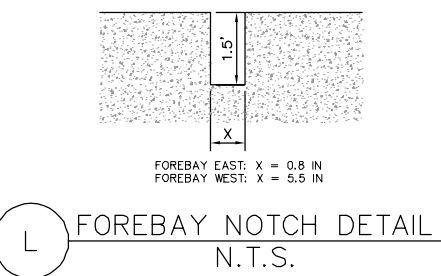 1.5'
X
FOREBAY EAST: X = 0.8 IN
FOREBAY WEST: X = 5.5 IN
L
FOREBAY NOTCH DETAIL
N.T.S.